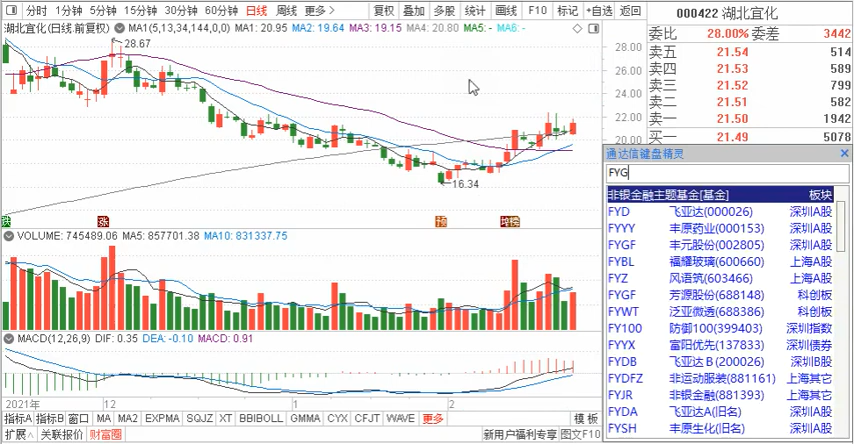 分时 1分钟 5分钟 15分钟 30分钟 60分钟 日线 周线 更多> 复权 叠加 多股 统计 画线 F10 标记 +自选 返回
湖北宜化(日线.前复权) MA1(5,13,34,144,0,0) MA1: 20.95 MA2: 19.64 MA3: 19.15 MA4: 20.80 MA5: - MA6: -
28.67
28.00
26.00
24.00
22.00
20.00
16.34
跌 涨 榜
VOLUME: 745489.06 MA5: 857701.38 MA10: 831337.75
MACD(12,26,9) DIF: 0.35 DEA: -0.10 MACD: 0.91
2021年 12 1 2
指标A 指标B 窗口 MA MA2 EXPMA SQJZ XT BBIBOLL GMMA CYX CFJT WAVE 更多 模板
扩展∧ 关联报价 财富圈 新用户福利专享 图文F10
000422 湖北宜化
委比 28.00% 委差 3442
卖五 21.54 514
卖四 21.53 589
卖三 21.52 799
卖二 21.51 582
卖一 21.50 1942
买一 21.49 5078
通达信键盘精灵 ×
FYG
非银金融主题基金[基金] 板块
FYD 飞亚达(000026) 深圳A股
FYYY 丰原药业(000153) 深圳A股
FYGF 丰元股份(002805) 深圳A股
FYBL 福耀玻璃(600660) 上海A股
FYZ 风语筑(603466) 上海A股
FYGF 芳源股份(688148) 科创板
FYWT 泛亚微透(688386) 科创板
FY100 防御100(399403) 深圳指数
FYYX 富阳优先(137833) 深圳债券
FYDB 飞亚达B(200026) 深圳B股
FYDFZ 非运动服装(881161) 上海其它
FYJR 非银金融(881393) 上海其它
FYDA 飞亚达A(旧名) 深圳A股
FYSH 丰原生化(旧名) 深圳A股